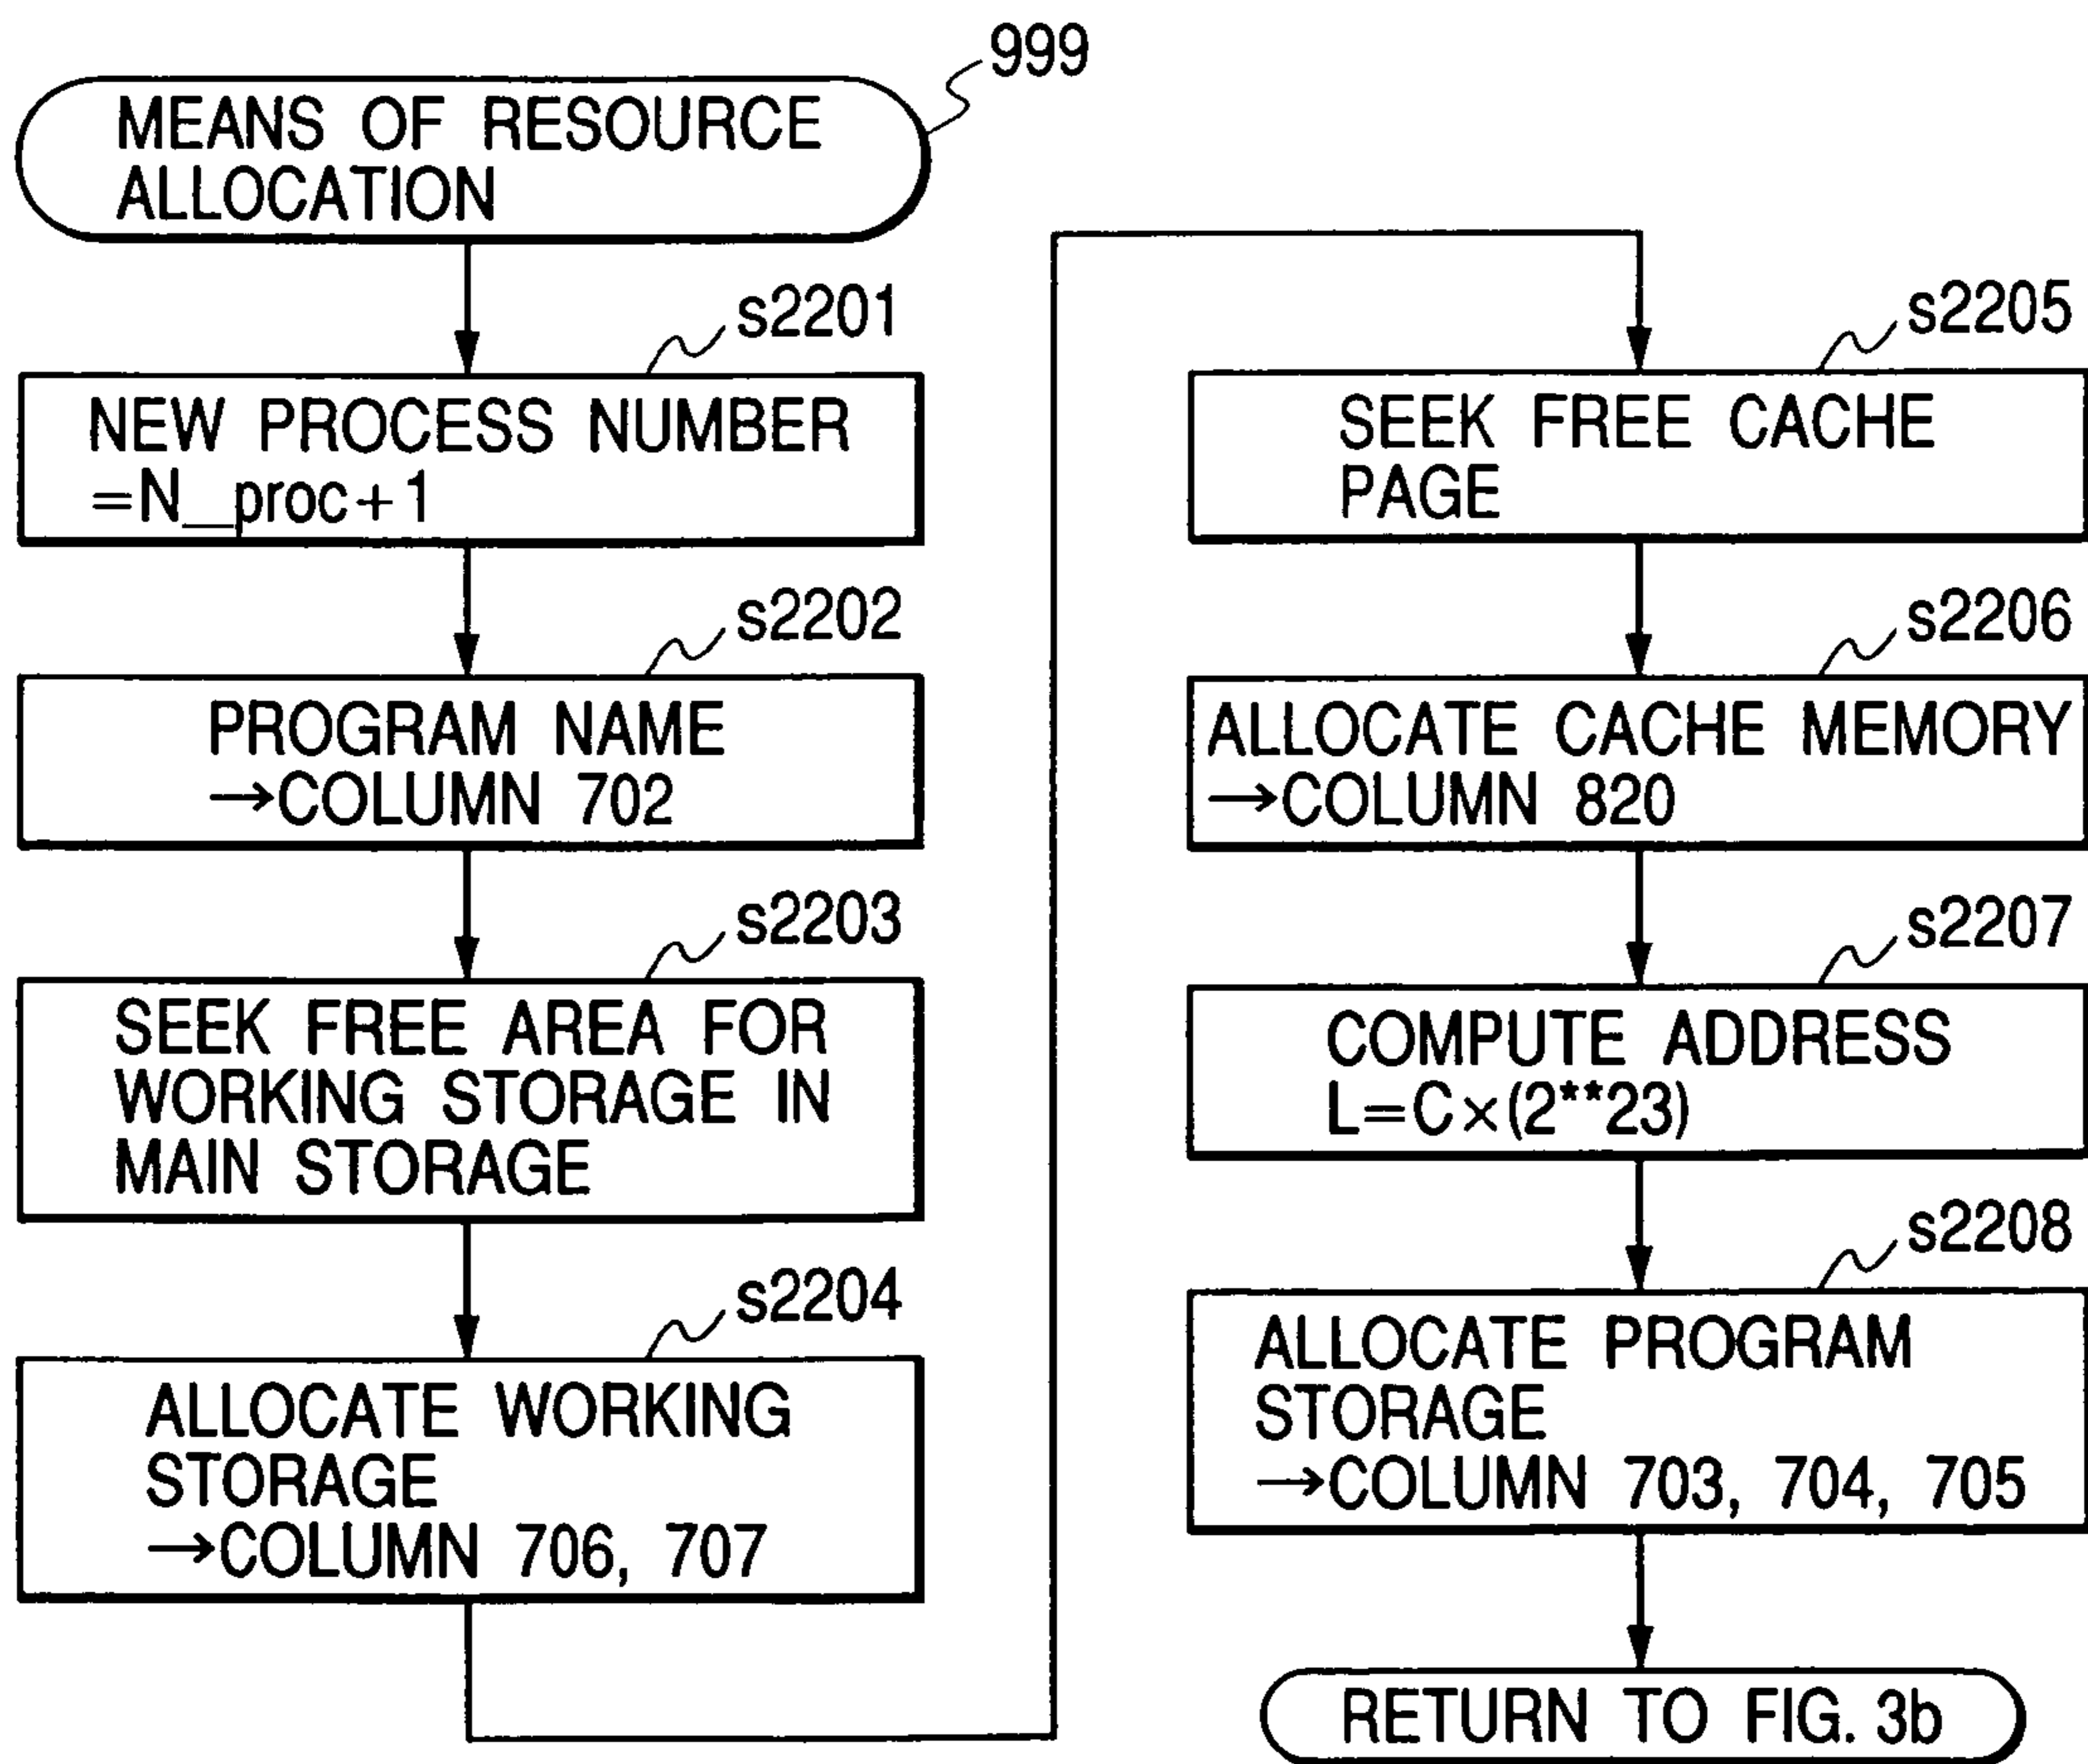 999
MEANS OF RESOURCE
ALLOCATION
s2201
NEW PROCESS NUMBER
=N__proc+1
s2202
PROGRAM NAME
→COLUMN 702
s2203
SEEK FREE AREA FOR
WORKING STORAGE IN
MAIN STORAGE
s2204
ALLOCATE WORKING
STORAGE
→COLUMN 706, 707
s2205
SEEK FREE CACHE
PAGE
s2206
ALLOCATE CACHE MEMORY
→COLUMN 820
s2207
COMPUTE ADDRESS
L=C×(2**23)
s2208
ALLOCATE PROGRAM
STORAGE
→COLUMN 703, 704, 705
RETURN TO FIG. 3b